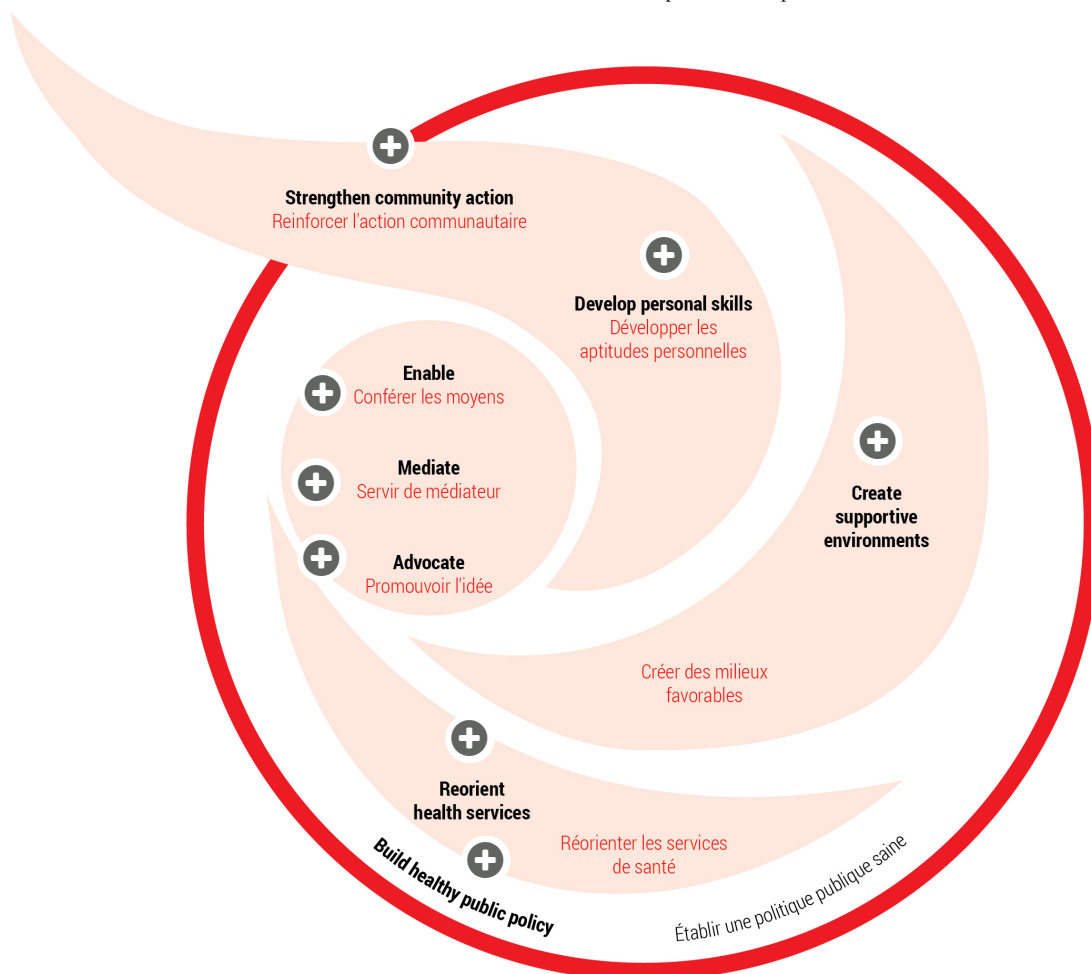 Strengthen community action
Reinforcer l'action communautaire
Develop personal skills
Développer les
aptitudes personnelles
Enable
Conférer les moyens
Mediate
Servir de médiateur
Advocate
Promouvoir l'idée
Create
supportive
environments
Créer des milieux
favorables
Reorient
health services
Réorienter les services
de santé
Build healthy public policy
Établir une politique publique saine